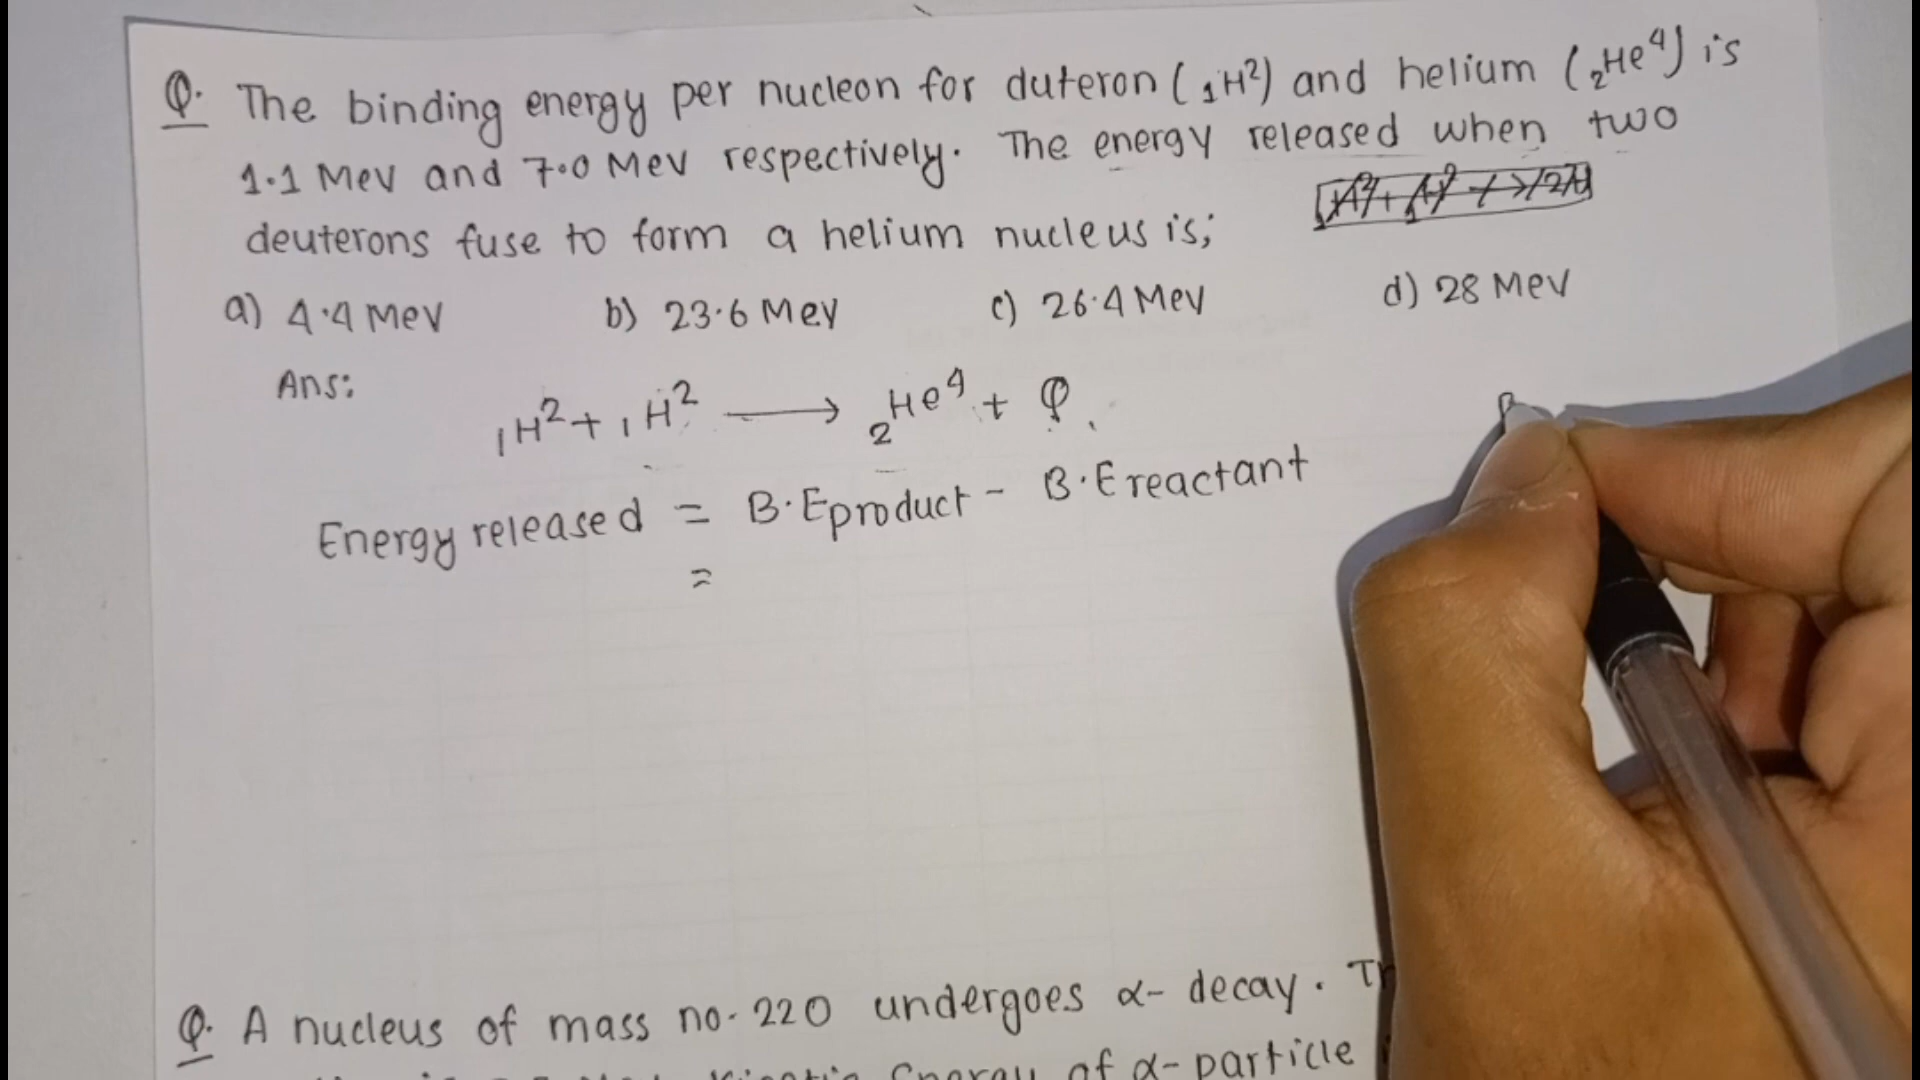 Q. The binding energy per nucleon for duteron (₁H²) and helium (₂He⁴) is
1.1 Mev and 7.0 Mev respectively. The energy released when two
deuterons fuse to form a helium nucleus is;
a) 4.4 Mev b) 23.6 Mev c) 26.4 Mev d) 28 Mev
Ans:
₁H² + ₁H² ⟶ ₂He⁴ + Q.
Energy released = B.Eproduct - B.Ereactant
=
Q. A nucleus of mass no. 220 undergoes α- decay.
of α-particle